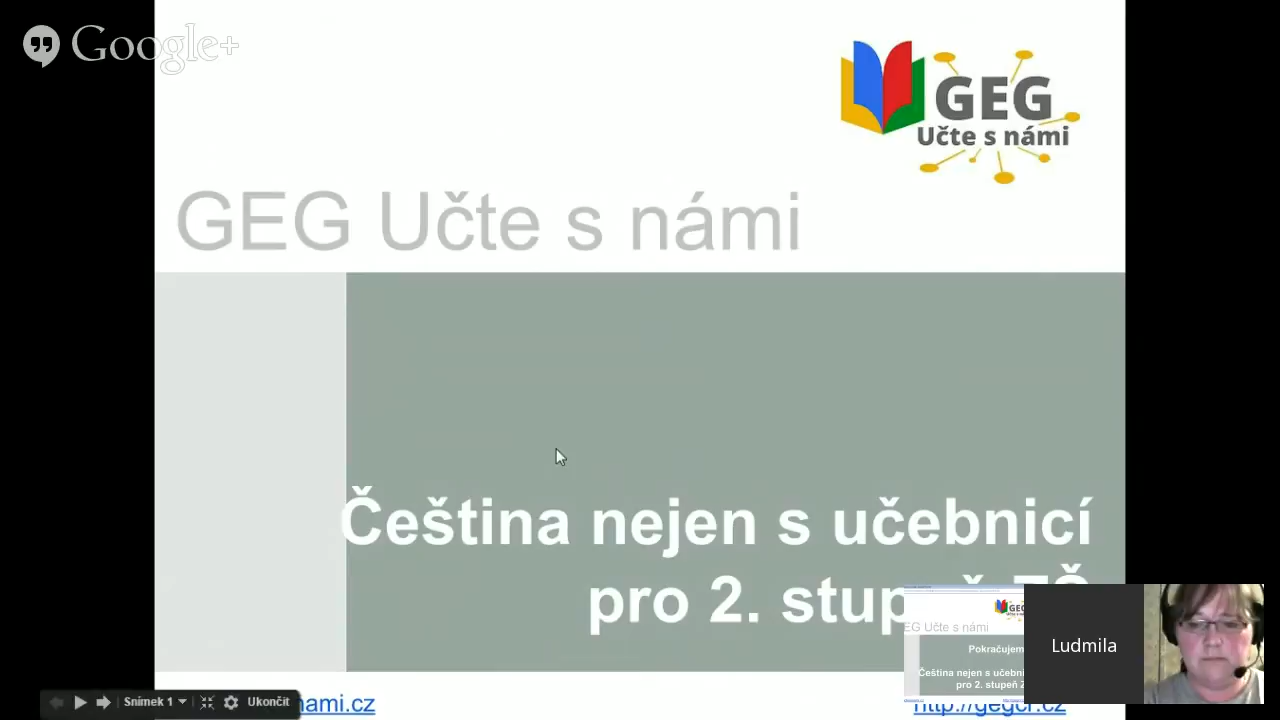 Google+
GEG
Učte s námi
GEG Učte s námi
Čeština nejen s učebnicí
pro 2. stup
GEG
EG Učte s námi
Pokračujem
Čeština nejen s učebni
pro 2. stupeň
Ludmila
Snímek 1
Ukončit
nami.cz
http://gegcr.cz